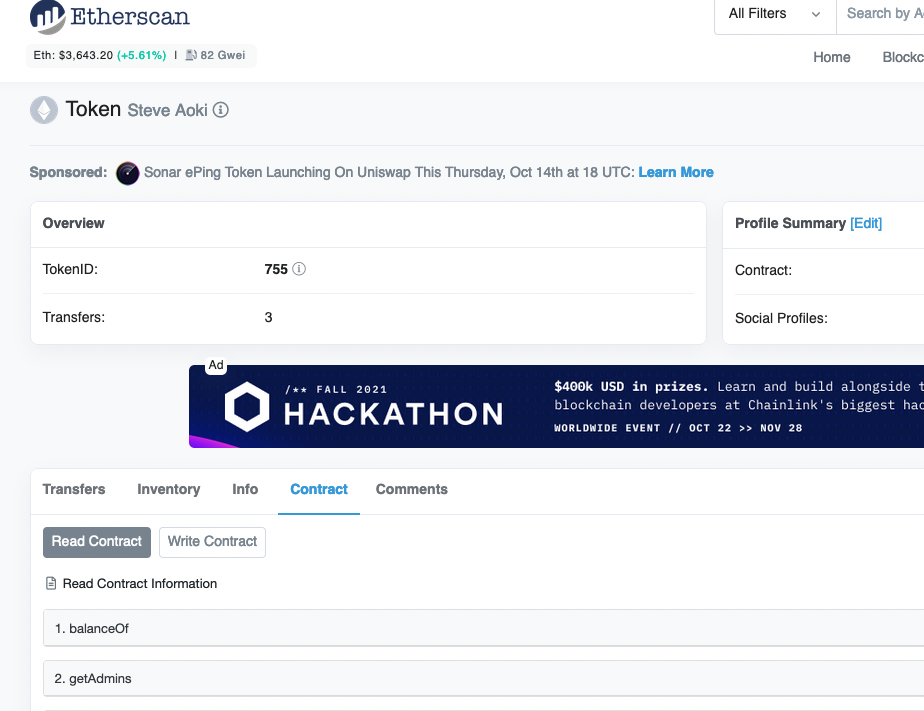 Etherscan
All Filters
Search by A
Eth: $3,643.20 (+5.61%) | 82 Gwei
Home
Blockc
Token Steve Aoki
Sponsored: Sonar ePing Token Launching On Uniswap This Thursday, Oct 14th at 18 UTC: Learn More
Overview
TokenID: 755
Transfers: 3
Profile Summary [Edit]
Contract:
Social Profiles:
Ad
/** FALL 2021
HACKATHON
$400k USD in prizes. Learn and build alongside t
blockchain developers at Chainlink's biggest hac
WORLDWIDE EVENT // OCT 22 >> NOV 28
Transfers Inventory Info Contract Comments
Read Contract Write Contract
Read Contract Information
1. balanceOf
2. getAdmins